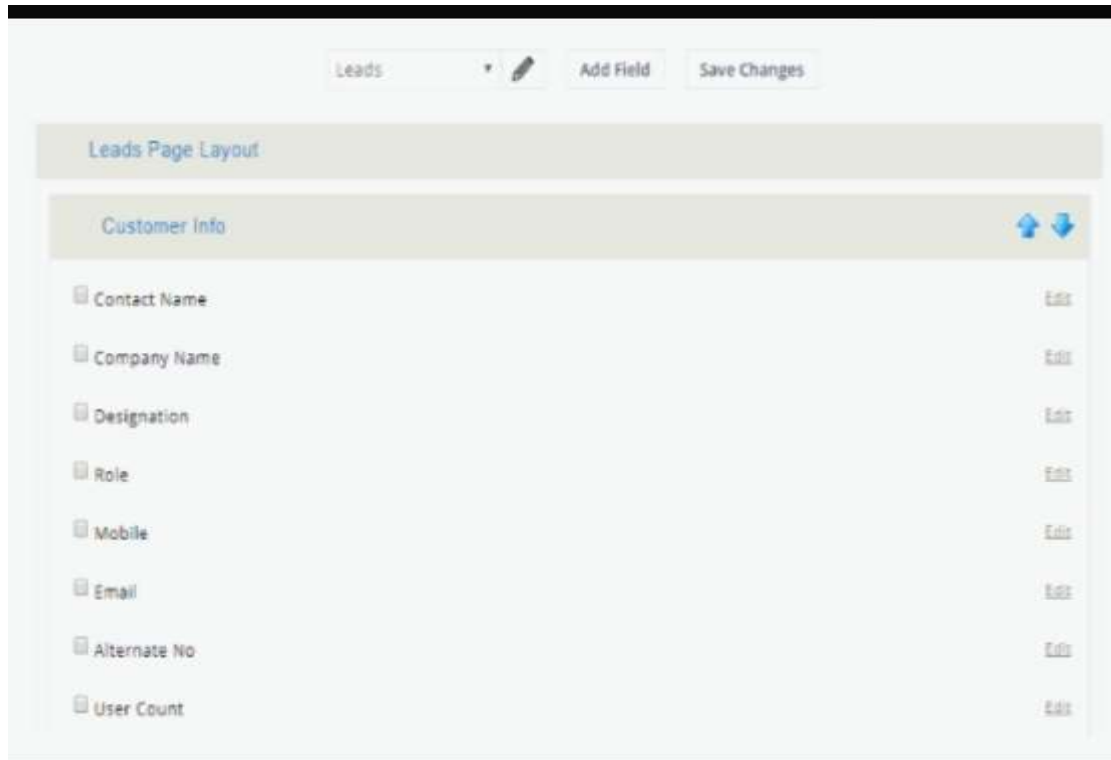 Leads
Add Field
Save Changes
Leads Page Layout
Customer Info
Contact Name Edit
Company Name Edit
Designation Edit
Role Edit
Mobile Edit
Email Edit
Alternate No Edit
User Count Edit